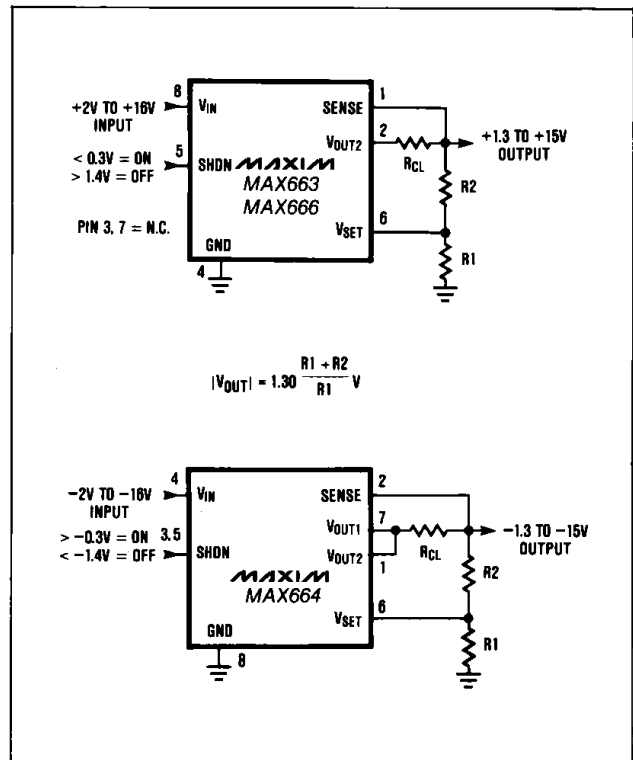 8
+2V TO +16V
INPUT
VIN
SENSE
1
VOUT2
2
RCL
+1.3 TO +15V
OUTPUT
< 0.3V = ON
> 1.4V = OFF
5
SHDN
MAXIM
MAX663
MAX666
R2
PIN 3, 7 = N.C.
VSET
6
R1
GND
4
|VOUT| = 1.30 R1 + R2 / R1 V
4
−2V TO −16V
INPUT
VIN
SENSE
2
VOUT1
7
RCL
−1.3 TO −15V
OUTPUT
> −0.3V = ON
< −1.4V = OFF
3.5
SHDN
VOUT2
1
MAXIM
MAX664
R2
VSET
6
R1
GND
8